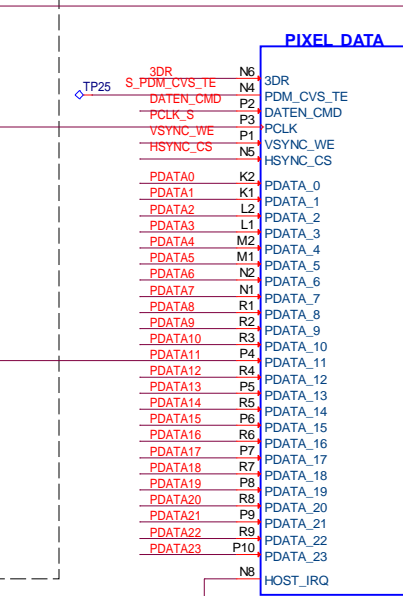 PIXEL DATA
3DR N6 3DR
TP25 S_PDM_CVS_TE N4 PDM_CVS_TE
DATEN_CMD P2 DATEN_CMD
PCLK_S P3 PCLK
VSYNC_WE P1 VSYNC_WE
HSYNC_CS N5 HSYNC_CS
PDATA0 K2 PDATA_0
PDATA1 K1 PDATA_1
PDATA2 L2 PDATA_2
PDATA3 L1 PDATA_3
PDATA4 M2 PDATA_4
PDATA5 M1 PDATA_5
PDATA6 N2 PDATA_6
PDATA7 N1 PDATA_7
PDATA8 R1 PDATA_8
PDATA9 R2 PDATA_9
PDATA10 R3 PDATA_10
PDATA11 P4 PDATA_11
PDATA12 R4 PDATA_12
PDATA13 P5 PDATA_13
PDATA14 R5 PDATA_14
PDATA15 P6 PDATA_15
PDATA16 R6 PDATA_16
PDATA17 P7 PDATA_17
PDATA18 R7 PDATA_18
PDATA19 P8 PDATA_19
PDATA20 R8 PDATA_20
PDATA21 P9 PDATA_21
PDATA22 R9 PDATA_22
PDATA23 P10 PDATA_23
N8 HOST_IRQ